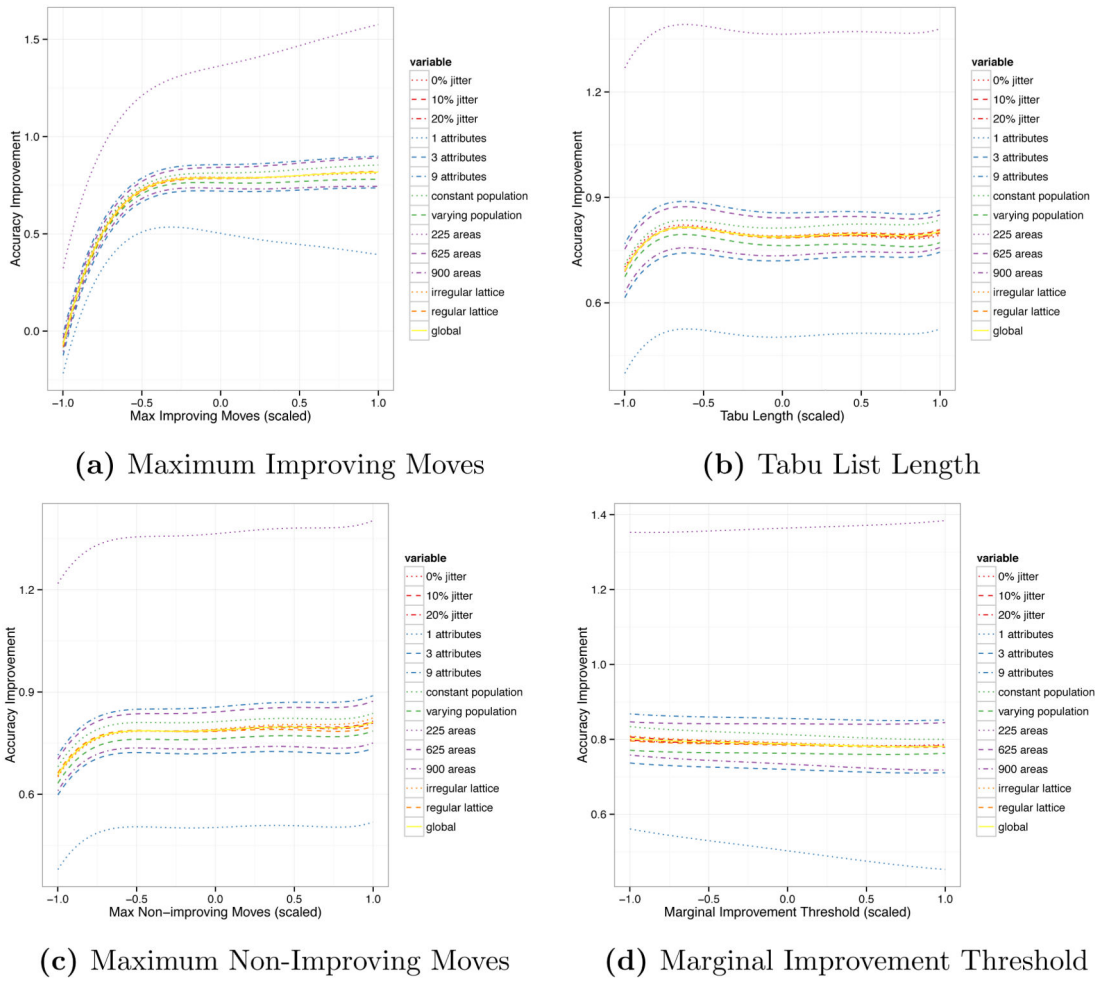 1.5
1.0
0.5
0.0
Accuracy Improvement
−1.0 −0.5 0.0 0.5 1.0
Max Improving Moves (scaled)
variable
0% jitter
10% jitter
20% jitter
1 attributes
3 attributes
9 attributes
constant population
varying population
225 areas
625 areas
900 areas
irregular lattice
regular lattice
global
(a) Maximum Improving Moves
1.2
0.9
0.6
Accuracy Improvement
−1.0 −0.5 0.0 0.5 1.0
Tabu Length (scaled)
variable
0% jitter
10% jitter
20% jitter
1 attributes
3 attributes
9 attributes
constant population
varying population
225 areas
625 areas
900 areas
irregular lattice
regular lattice
global
(b) Tabu List Length
1.2
0.9
0.6
Accuracy Improvement
−1.0 −0.5 0.0 0.5 1.0
Max Non−improving Moves (scaled)
variable
0% jitter
10% jitter
20% jitter
1 attributes
3 attributes
9 attributes
constant population
varying population
225 areas
625 areas
900 areas
irregular lattice
regular lattice
global
(c) Maximum Non-Improving Moves
1.4
1.2
1.0
0.8
0.6
Accuracy Improvement
−1.0 −0.5 0.0 0.5 1.0
Marginal Improvement Threshold (scaled)
variable
0% jitter
10% jitter
20% jitter
1 attributes
3 attributes
9 attributes
constant population
varying population
225 areas
625 areas
900 areas
irregular lattice
regular lattice
global
(d) Marginal Improvement Threshold